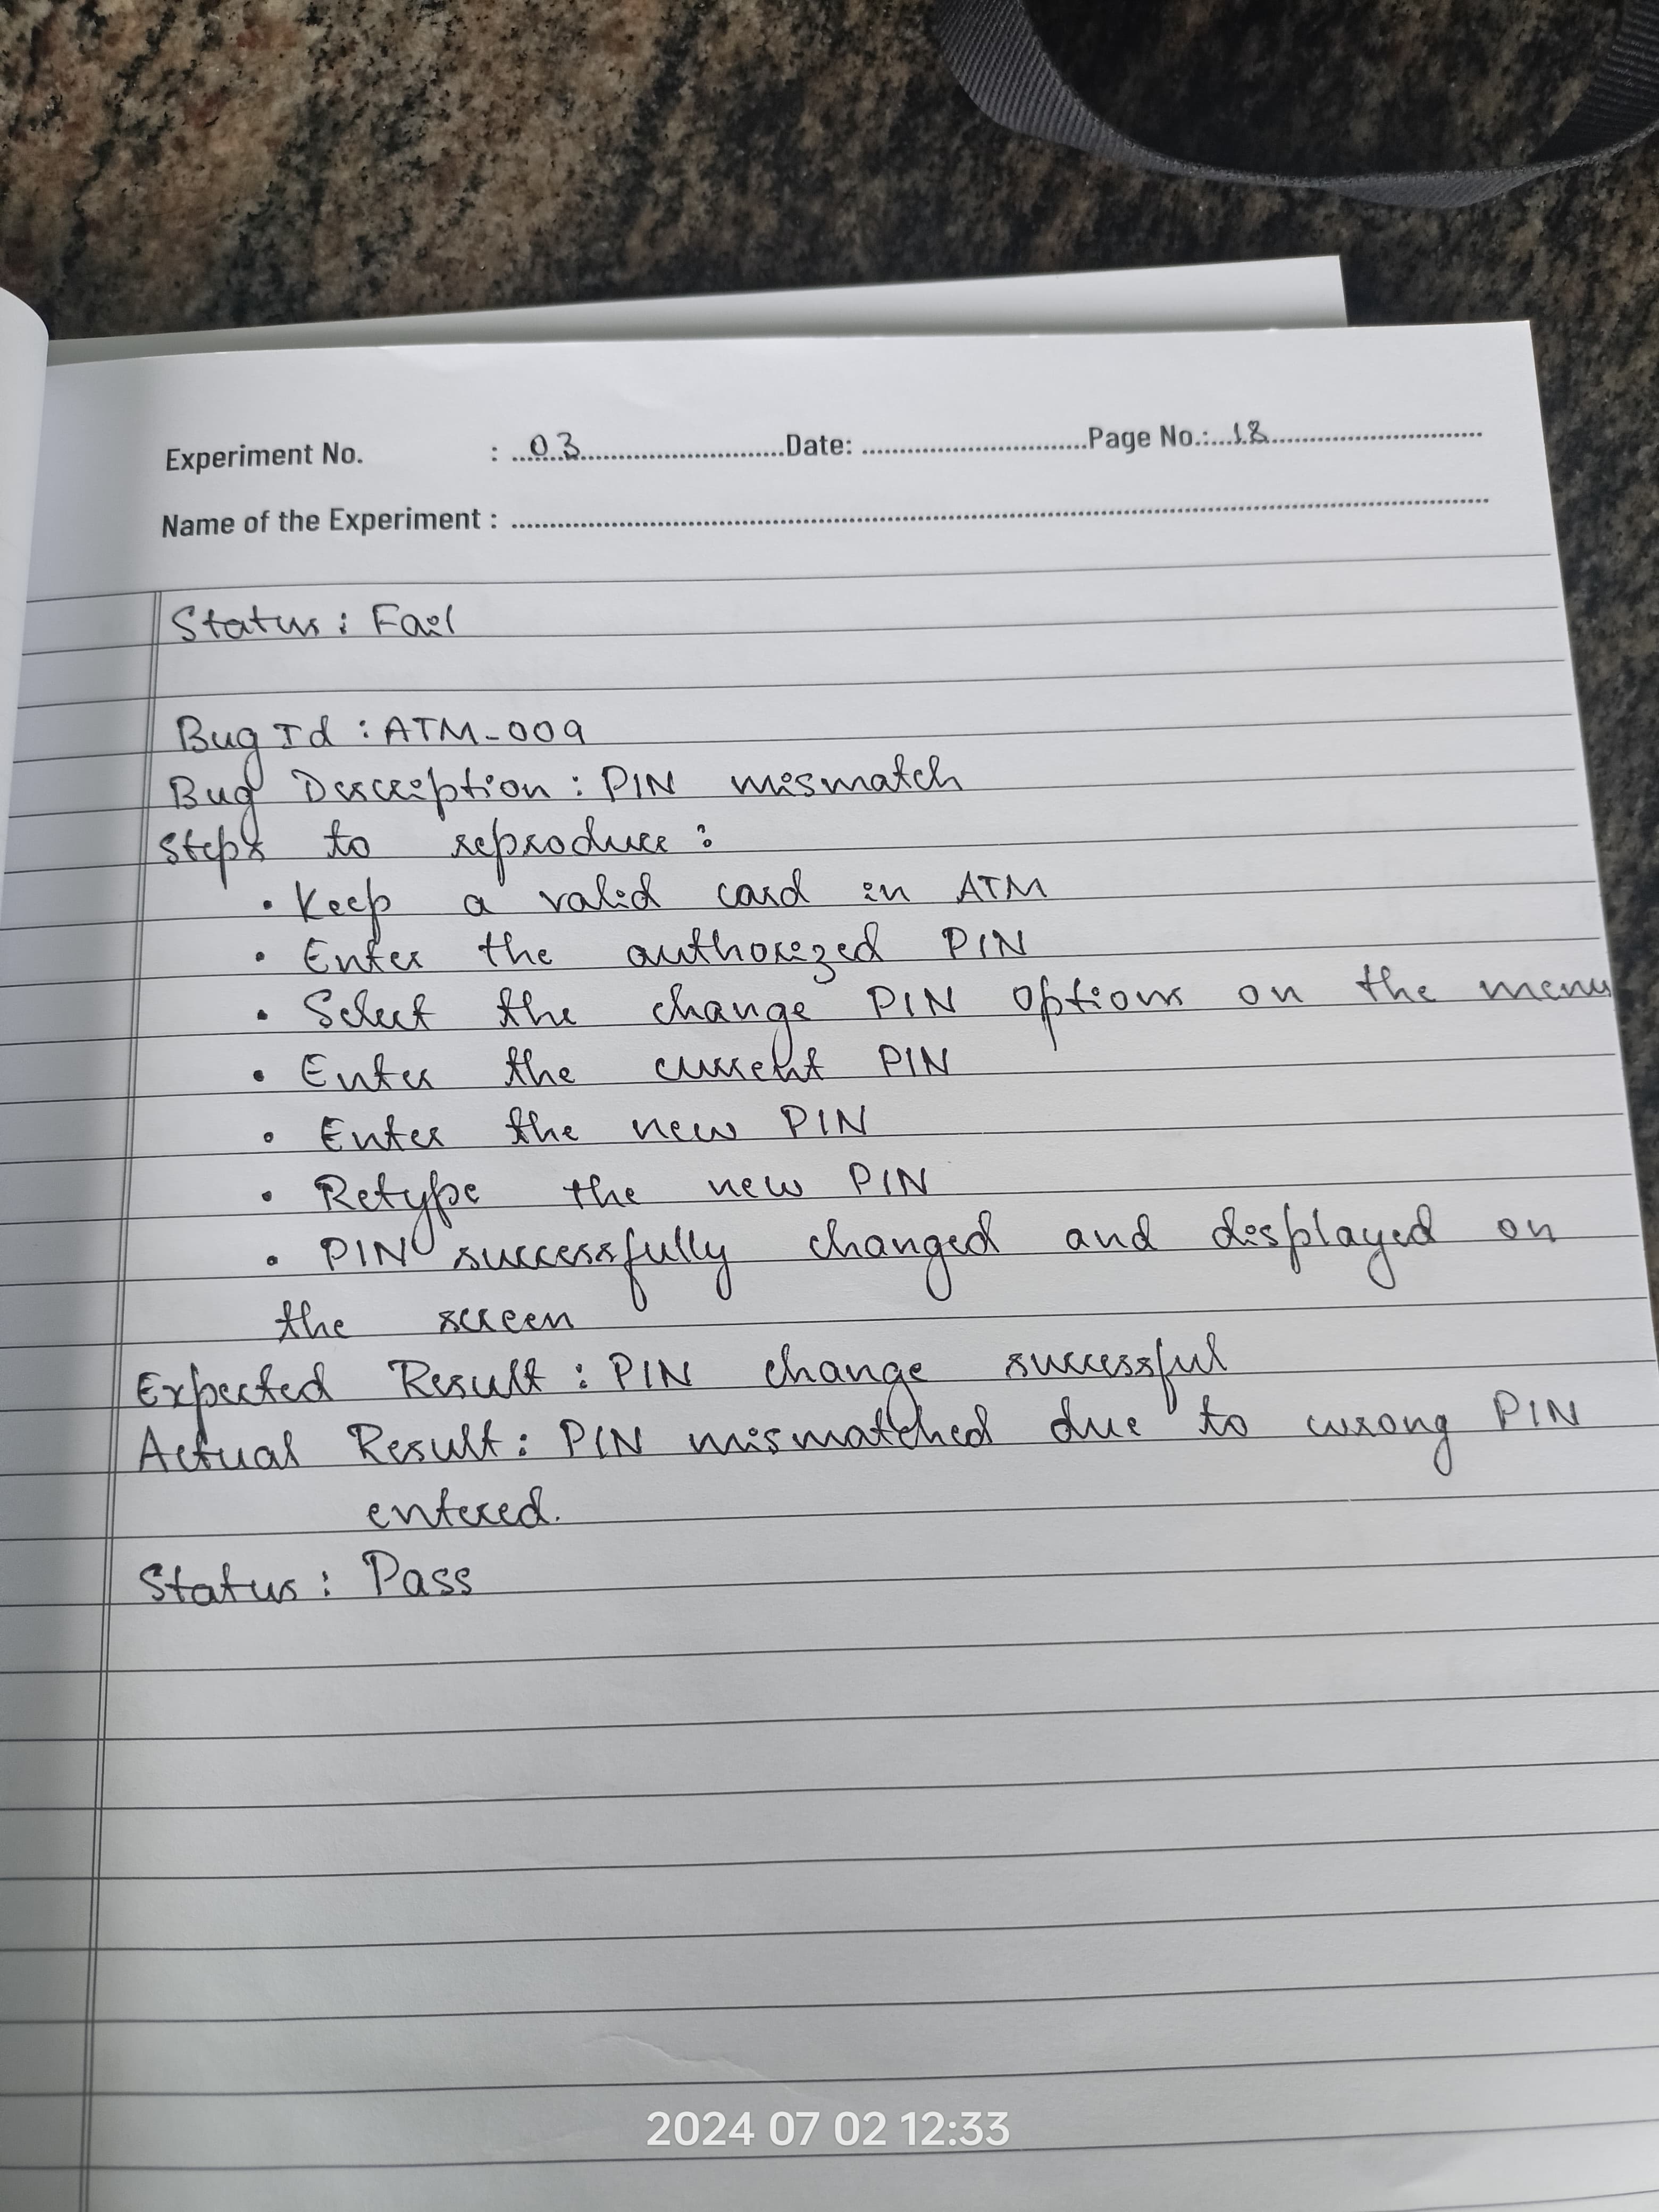 Experiment No. : 03 Date: Page No.: 18
Name of the Experiment :
Status : Fail
Bug Id : ATM-009
Bug Description : PIN mismatch
Steps to reproduce :
• Keep a valid card in ATM
• Enter the authorized PIN
• Select the change PIN options on the menu
• Enter the current PIN
• Enter the new PIN
• Retype the new PIN
• PIN successfully changed and displayed on
the screen
Expected Result : PIN change successful
Actual Result : PIN mismatched due to wrong PIN
entered.
Status : Pass
2024 07 02 12:33